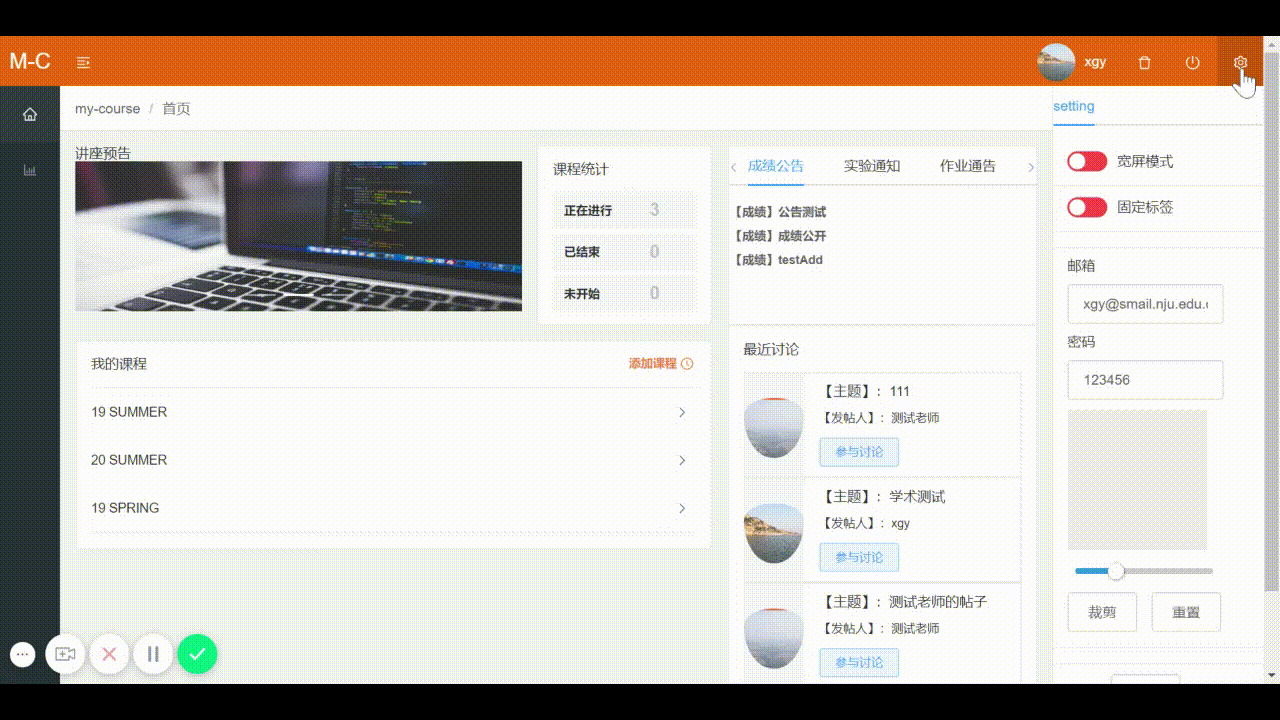 M-C
xgy
my-course / 首页
setting
讲座预告
课程统计
正在进行 3
已结束 0
未开始 0
成绩公告 实验通知 作业通告
【成绩】公告测试
【成绩】成绩公开
【成绩】testAdd
我的课程
添加课程
19 SUMMER
20 SUMMER
19 SPRING
最近讨论
【主题】: 111
【发帖人】: 测试老师
参与讨论
【主题】: 学术测试
【发帖人】: xgy
参与讨论
【主题】: 测试老师的帖子
【发帖人】: 测试老师
参与讨论
宽屏模式
固定标签
邮箱
xgy@smail.nju.edu.
密码
123456
裁剪
重置